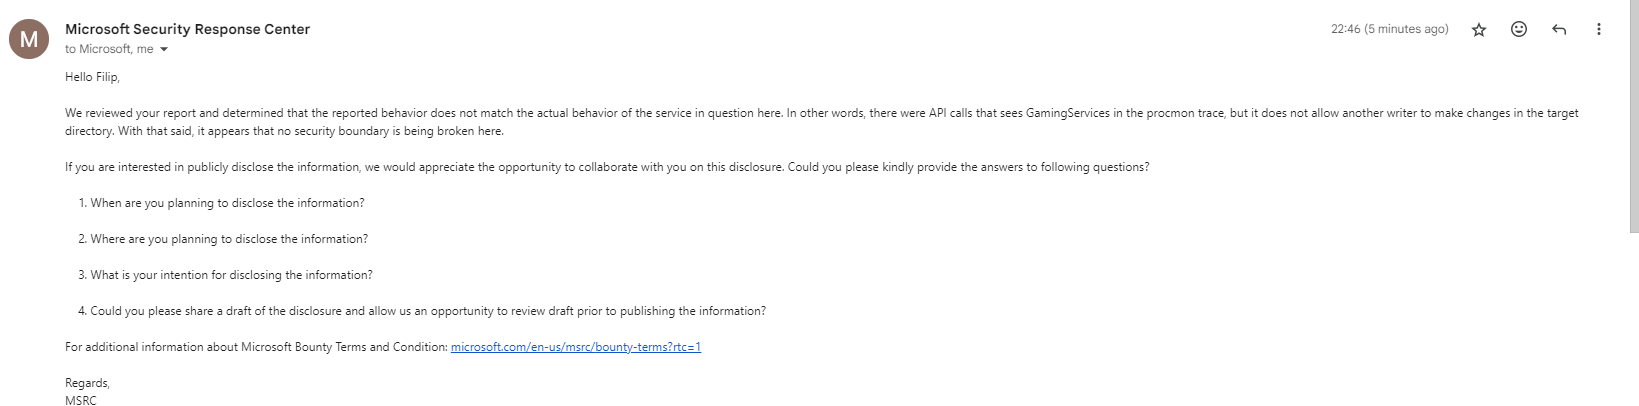 M
Microsoft Security Response Center
22:46 (5 minutes ago)
to Microsoft, me
Hello Filip,
We reviewed your report and determined that the reported behavior does not match the actual behavior of the service in question here. In other words, there were API calls that sees GamingServices in the procmon trace, but it does not allow another writer to make changes in the target
directory. With that said, it appears that no security boundary is being broken here.
If you are interested in publicly disclose the information, we would appreciate the opportunity to collaborate with you on this disclosure. Could you please kindly provide the answers to following questions?
1. When are you planning to disclose the information?
2. Where are you planning to disclose the information?
3. What is your intention for disclosing the information?
4. Could you please share a draft of the disclosure and allow us an opportunity to review draft prior to publishing the information?
For additional information about Microsoft Bounty Terms and Condition: microsoft.com/en-us/msrc/bounty-terms?rtc=1
Regards,
MSRC